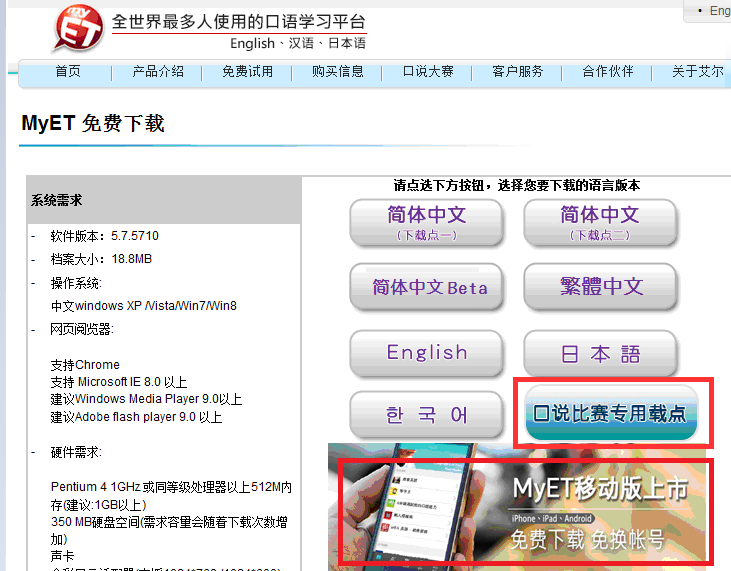 my
ET
全世界最多人使用的口语学习平台
English、汉语、日本语
• Eng
首页 产品介绍 免费试用 购买信息 口说大赛 客户服务 合作伙伴 关于艾尔
MyET 免费下载
系统需求
- 软件版本：5.7.5710
- 档案大小：18.8MB
- 操作系统:
中文windows XP /Vista/Win7/Win8
- 网页阅览器:
支持Chrome
支持 Microsoft IE 8.0 以上
建议Windows Media Player 9.0以上
建议Adobe flash player 9.0 以上
- 硬件需求:
Pentium 4 1GHz 或同等级处理器以上512M内
存(建议:1GB以上)
350 MB硬盘空间(需求容量会随着下载次数增
加)
声卡
请点选下方按钮，选择您要下载的语言版本
简体中文
(下载点一)
简体中文
(下载点二)
简体中文 Beta
繁體中文
English
日本語
한국어
口说比赛专用载点
MyET移动版上市
iPhone、iPad、Android
免费下载 免换帐号